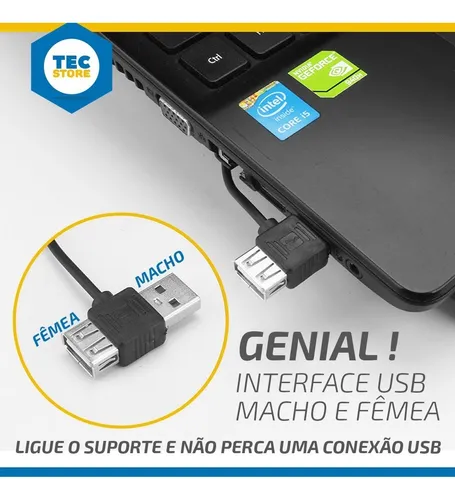 TEC
STORE
Ctrl
intel
inside
CORE i5
GEFORCE
MACHO
FÊMEA
GENIAL !
INTERFACE USB
MACHO E FÊMEA
LIGUE O SUPORTE E NÃO PERCA UMA CONEXÃO USB